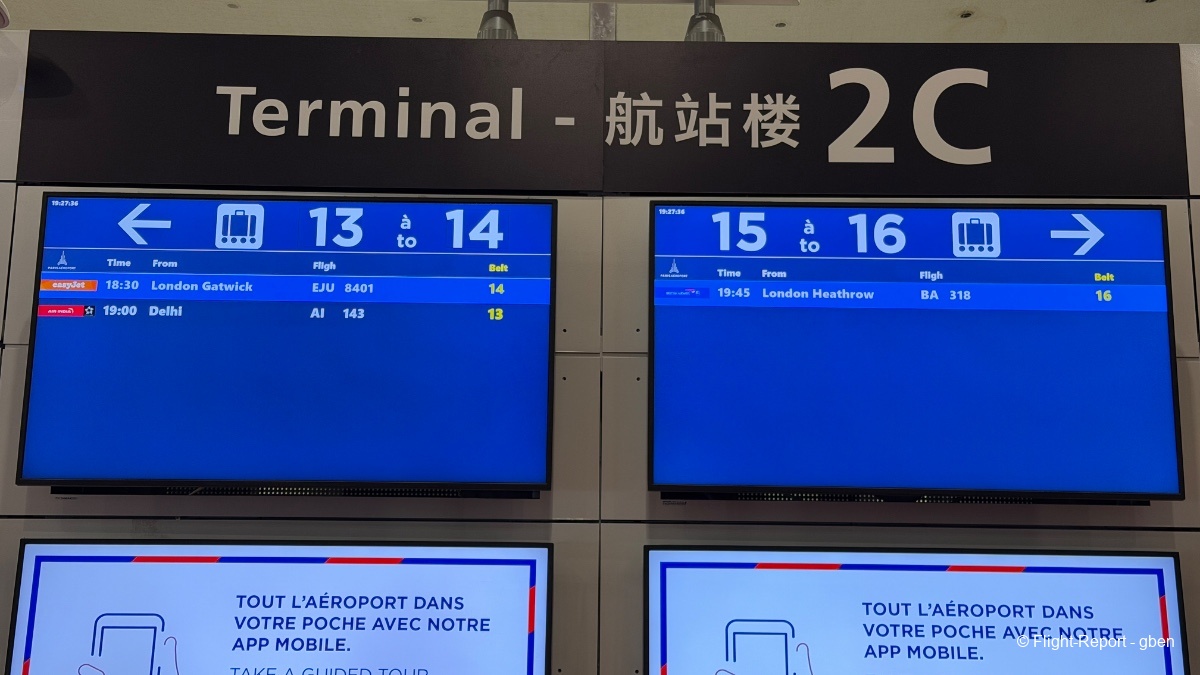 Terminal - 航站楼 2C
19:27:36
13 à to 14
Time From Fligh Belt
easyJet 18:30 London Gatwick EJU 8401 14
AIR INDIA 19:00 Delhi AI 143 13
19:27:36
15 à to 16
Time From Fligh Belt
19:45 London Heathrow BA 318 16
TOUT L'AÉROPORT DANS
VOTRE POCHE AVEC NOTRE
APP MOBILE.
TAKE A GUIDED TOUR
TOUT L'AÉROPORT DANS
VOTRE POCHE AVEC NOTRE
APP MOBILE.
© Flight-Report - gben